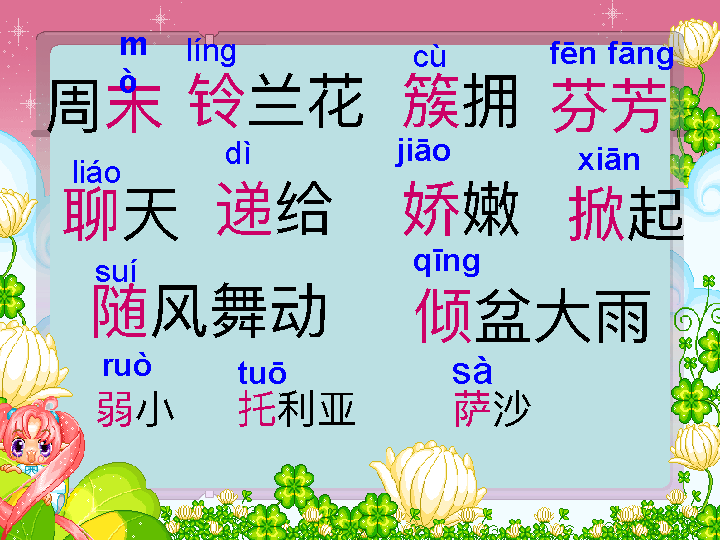 mò líng cù fēn fāng
周末 铃兰花 簇拥 芬芳
liáo dì jiāo xiān
聊天 递给 娇嫩 掀起
suí qīng
随风舞动 倾盆大雨
ruò tuō sà
弱小 托利亚 萨沙